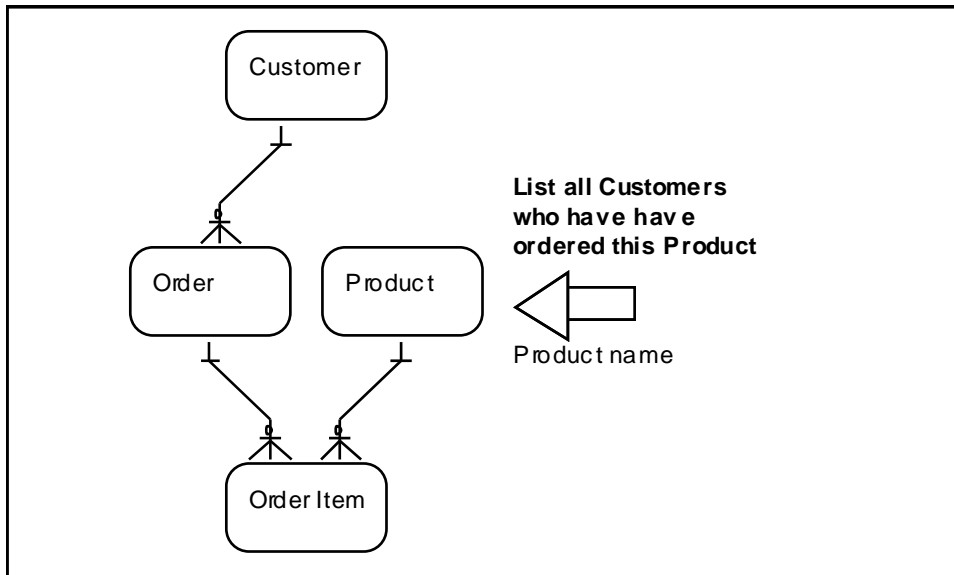 Customer
List all Customers
who have have
ordered this Product
Order
Product
Product name
Order Item